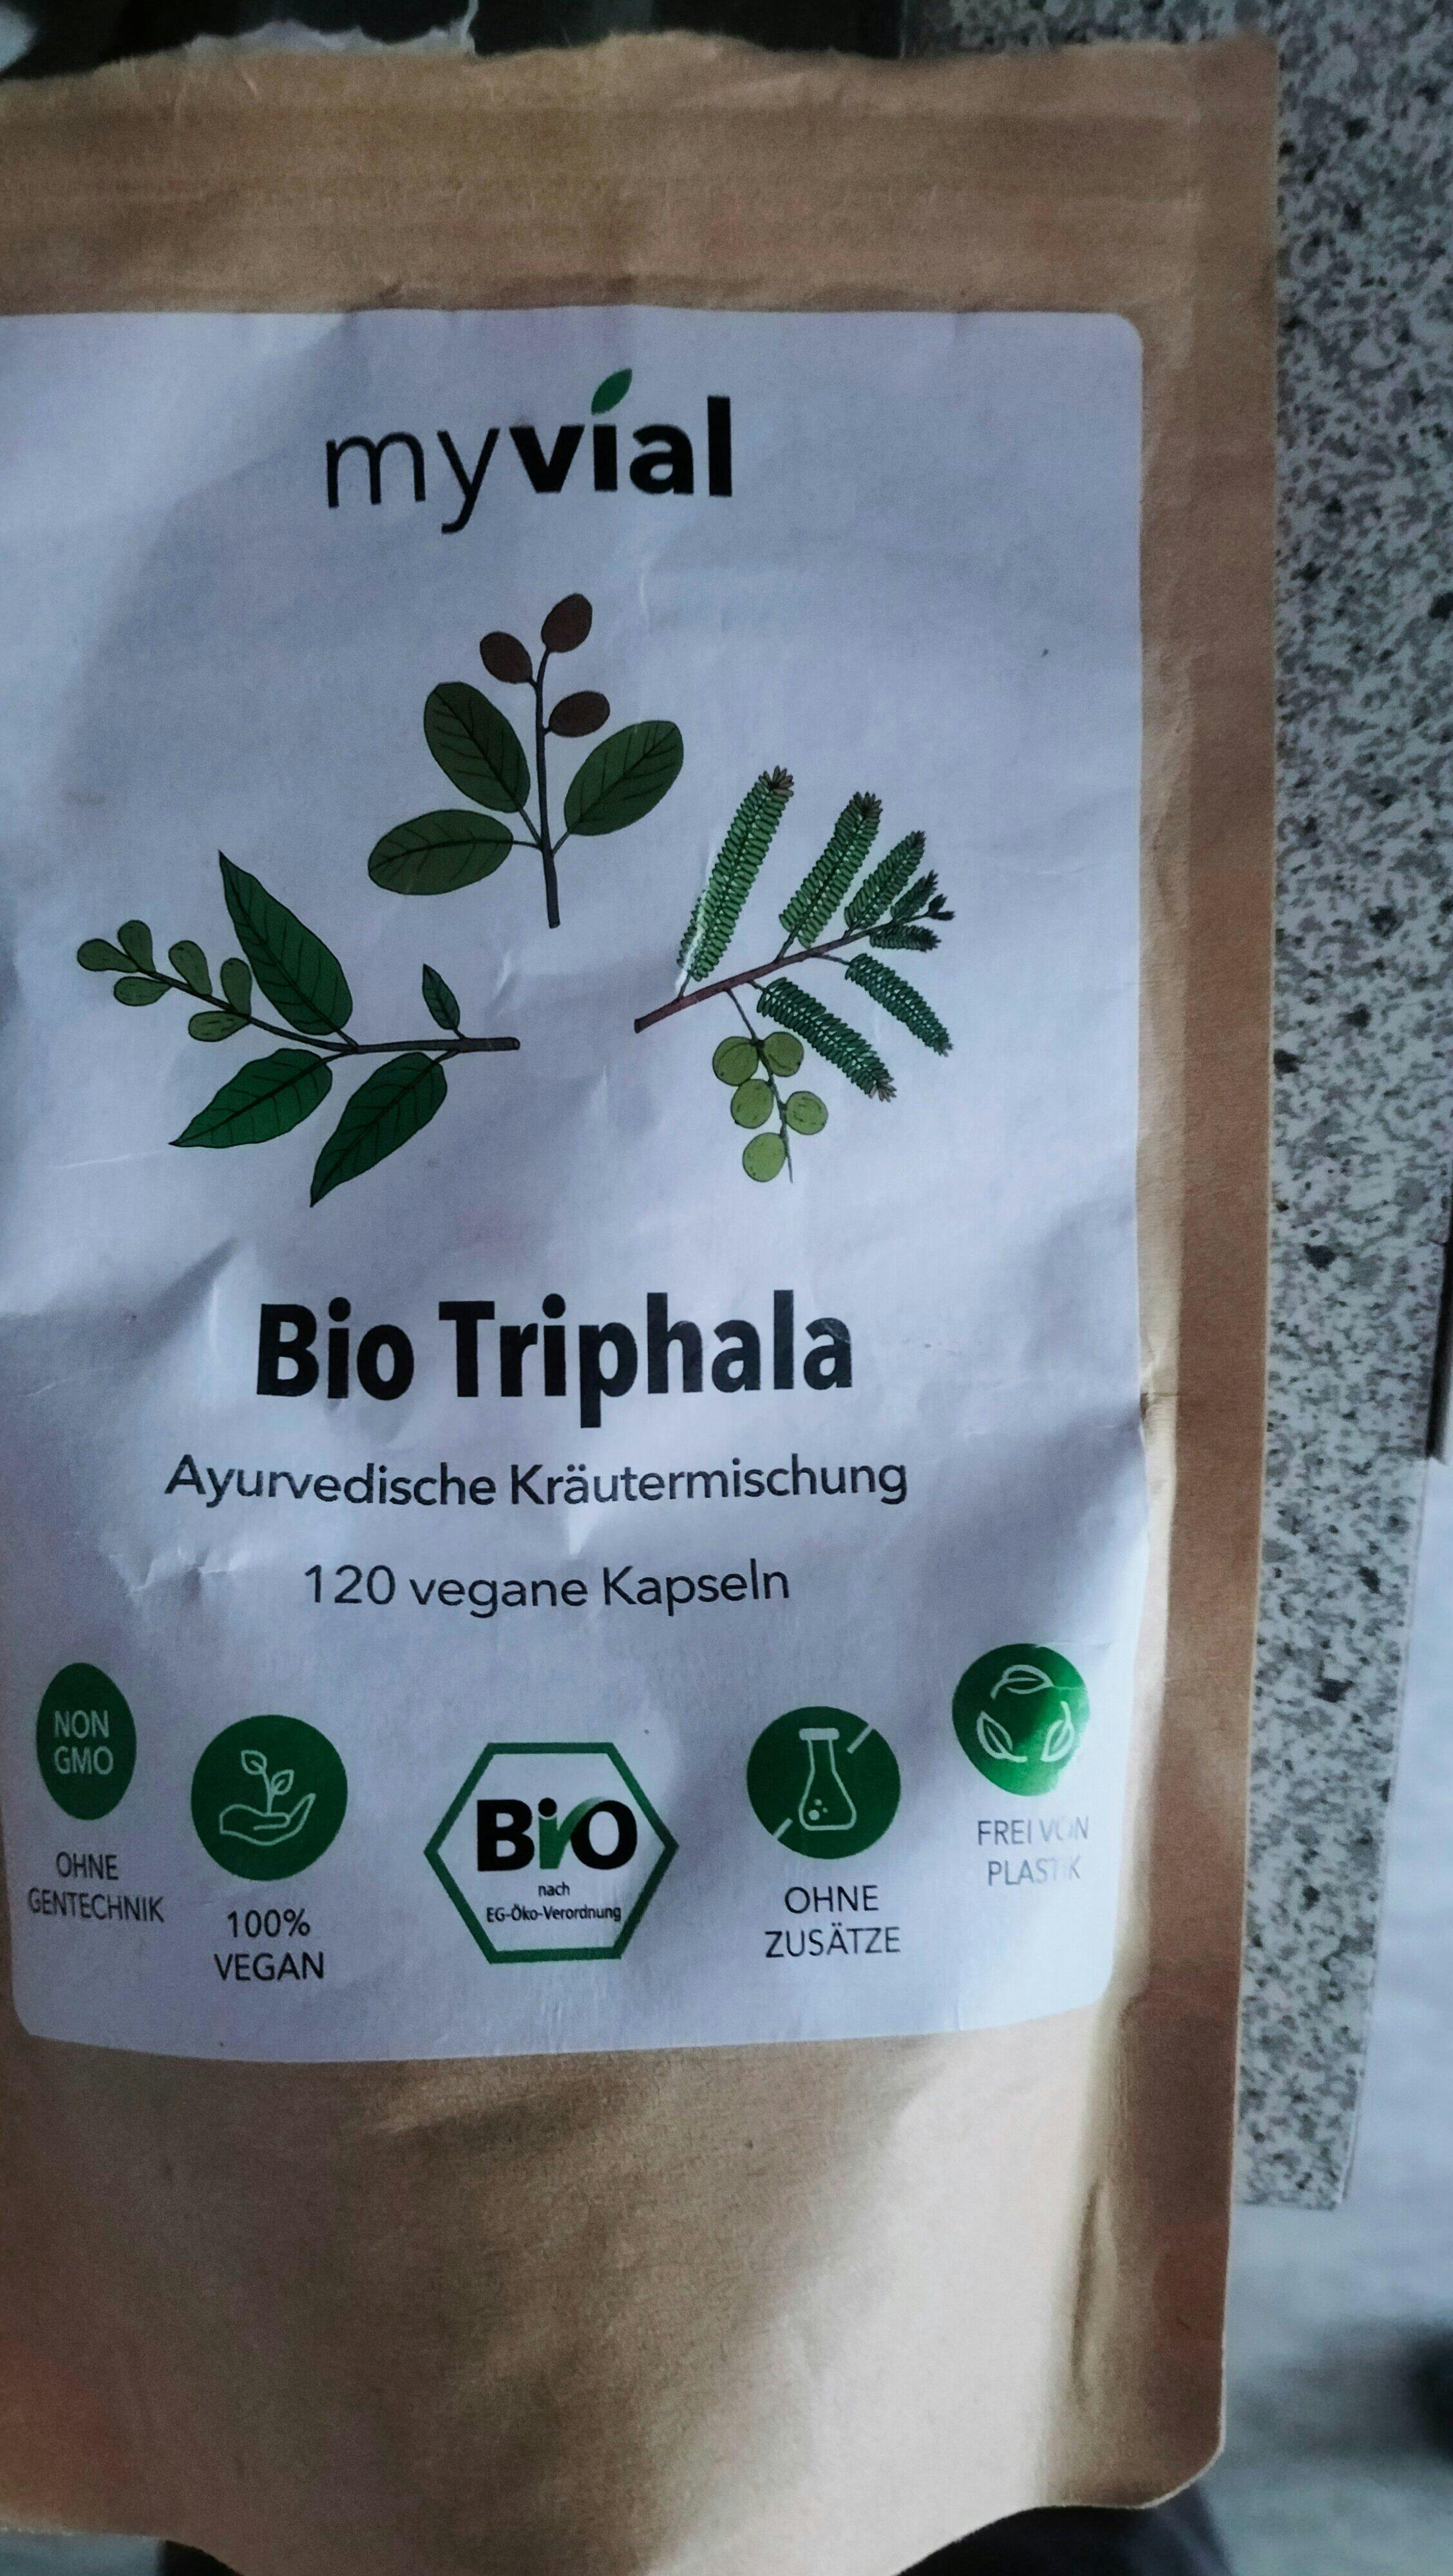 myvial
Bio Triphala
Ayurvedische Kräutermischung
120 vegane Kapseln
NON
GMO
OHNE
GENTECHNIK
100%
VEGAN
BiO
nach
EG-Öko-Verordnung
OHNE
ZUSÄTZE
FREI VON
PLASTIK